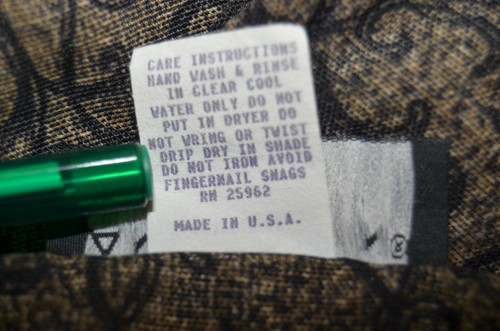 CARE INSTRUCTIONS
HAND WASH & RINSE
IN CLEAR COOL
WATER ONLY DO NOT
PUT IN DRYER DO
NOT WRING OR TWIST
DRIP DRY IN SHADE
DO NOT IRON AVOID
FINGERNAIL SNAGS
RN 25962
MADE IN U.S.A.